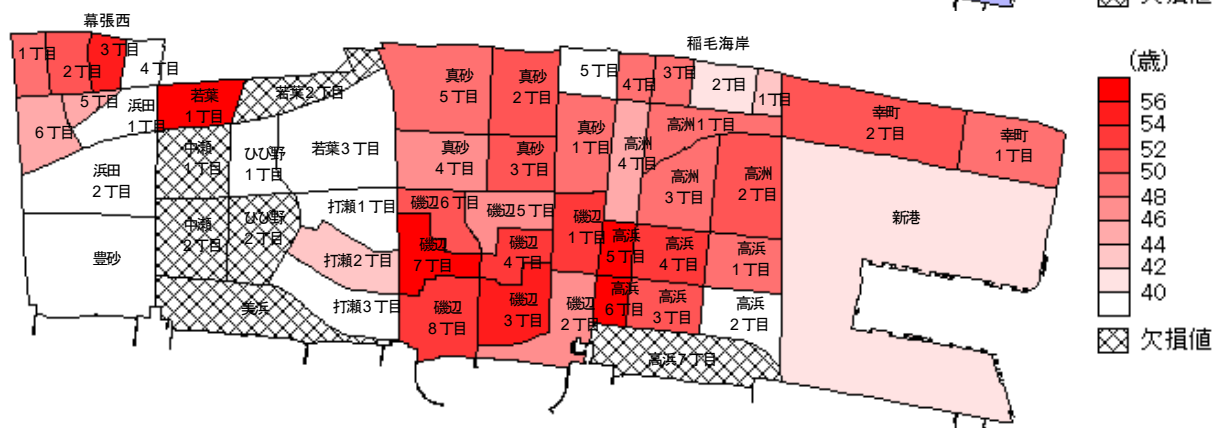 欠損値
幕張西
1丁目
2丁目
3丁目
4丁目
5丁目
6丁目
浜田
1丁目
浜田
2丁目
豊砂
若葉
1丁目
若葉2丁目
若葉3丁目
中瀬
1丁目
中瀬
2丁目
ひび野
1丁目
ひび野
2丁目
美浜
打瀬1丁目
打瀬2丁目
打瀬3丁目
真砂
5丁目
真砂
2丁目
真砂
4丁目
真砂
3丁目
真砂
1丁目
磯辺6丁目
磯辺5丁目
磯辺
7丁目
磯辺
4丁目
磯辺
1丁目
磯辺
8丁目
磯辺
3丁目
磯辺
2丁目
稲毛海岸
5丁目
4丁目
3丁目
2丁目
1丁目
高洲1丁目
高洲
4丁目
高洲
3丁目
高洲
2丁目
高浜
5丁目
高浜
4丁目
高浜
1丁目
高浜
6丁目
高浜
3丁目
高浜
2丁目
高浜7丁目
幸町
2丁目
幸町
1丁目
新港
(歳)
56
54
52
50
48
46
44
42
40
欠損値